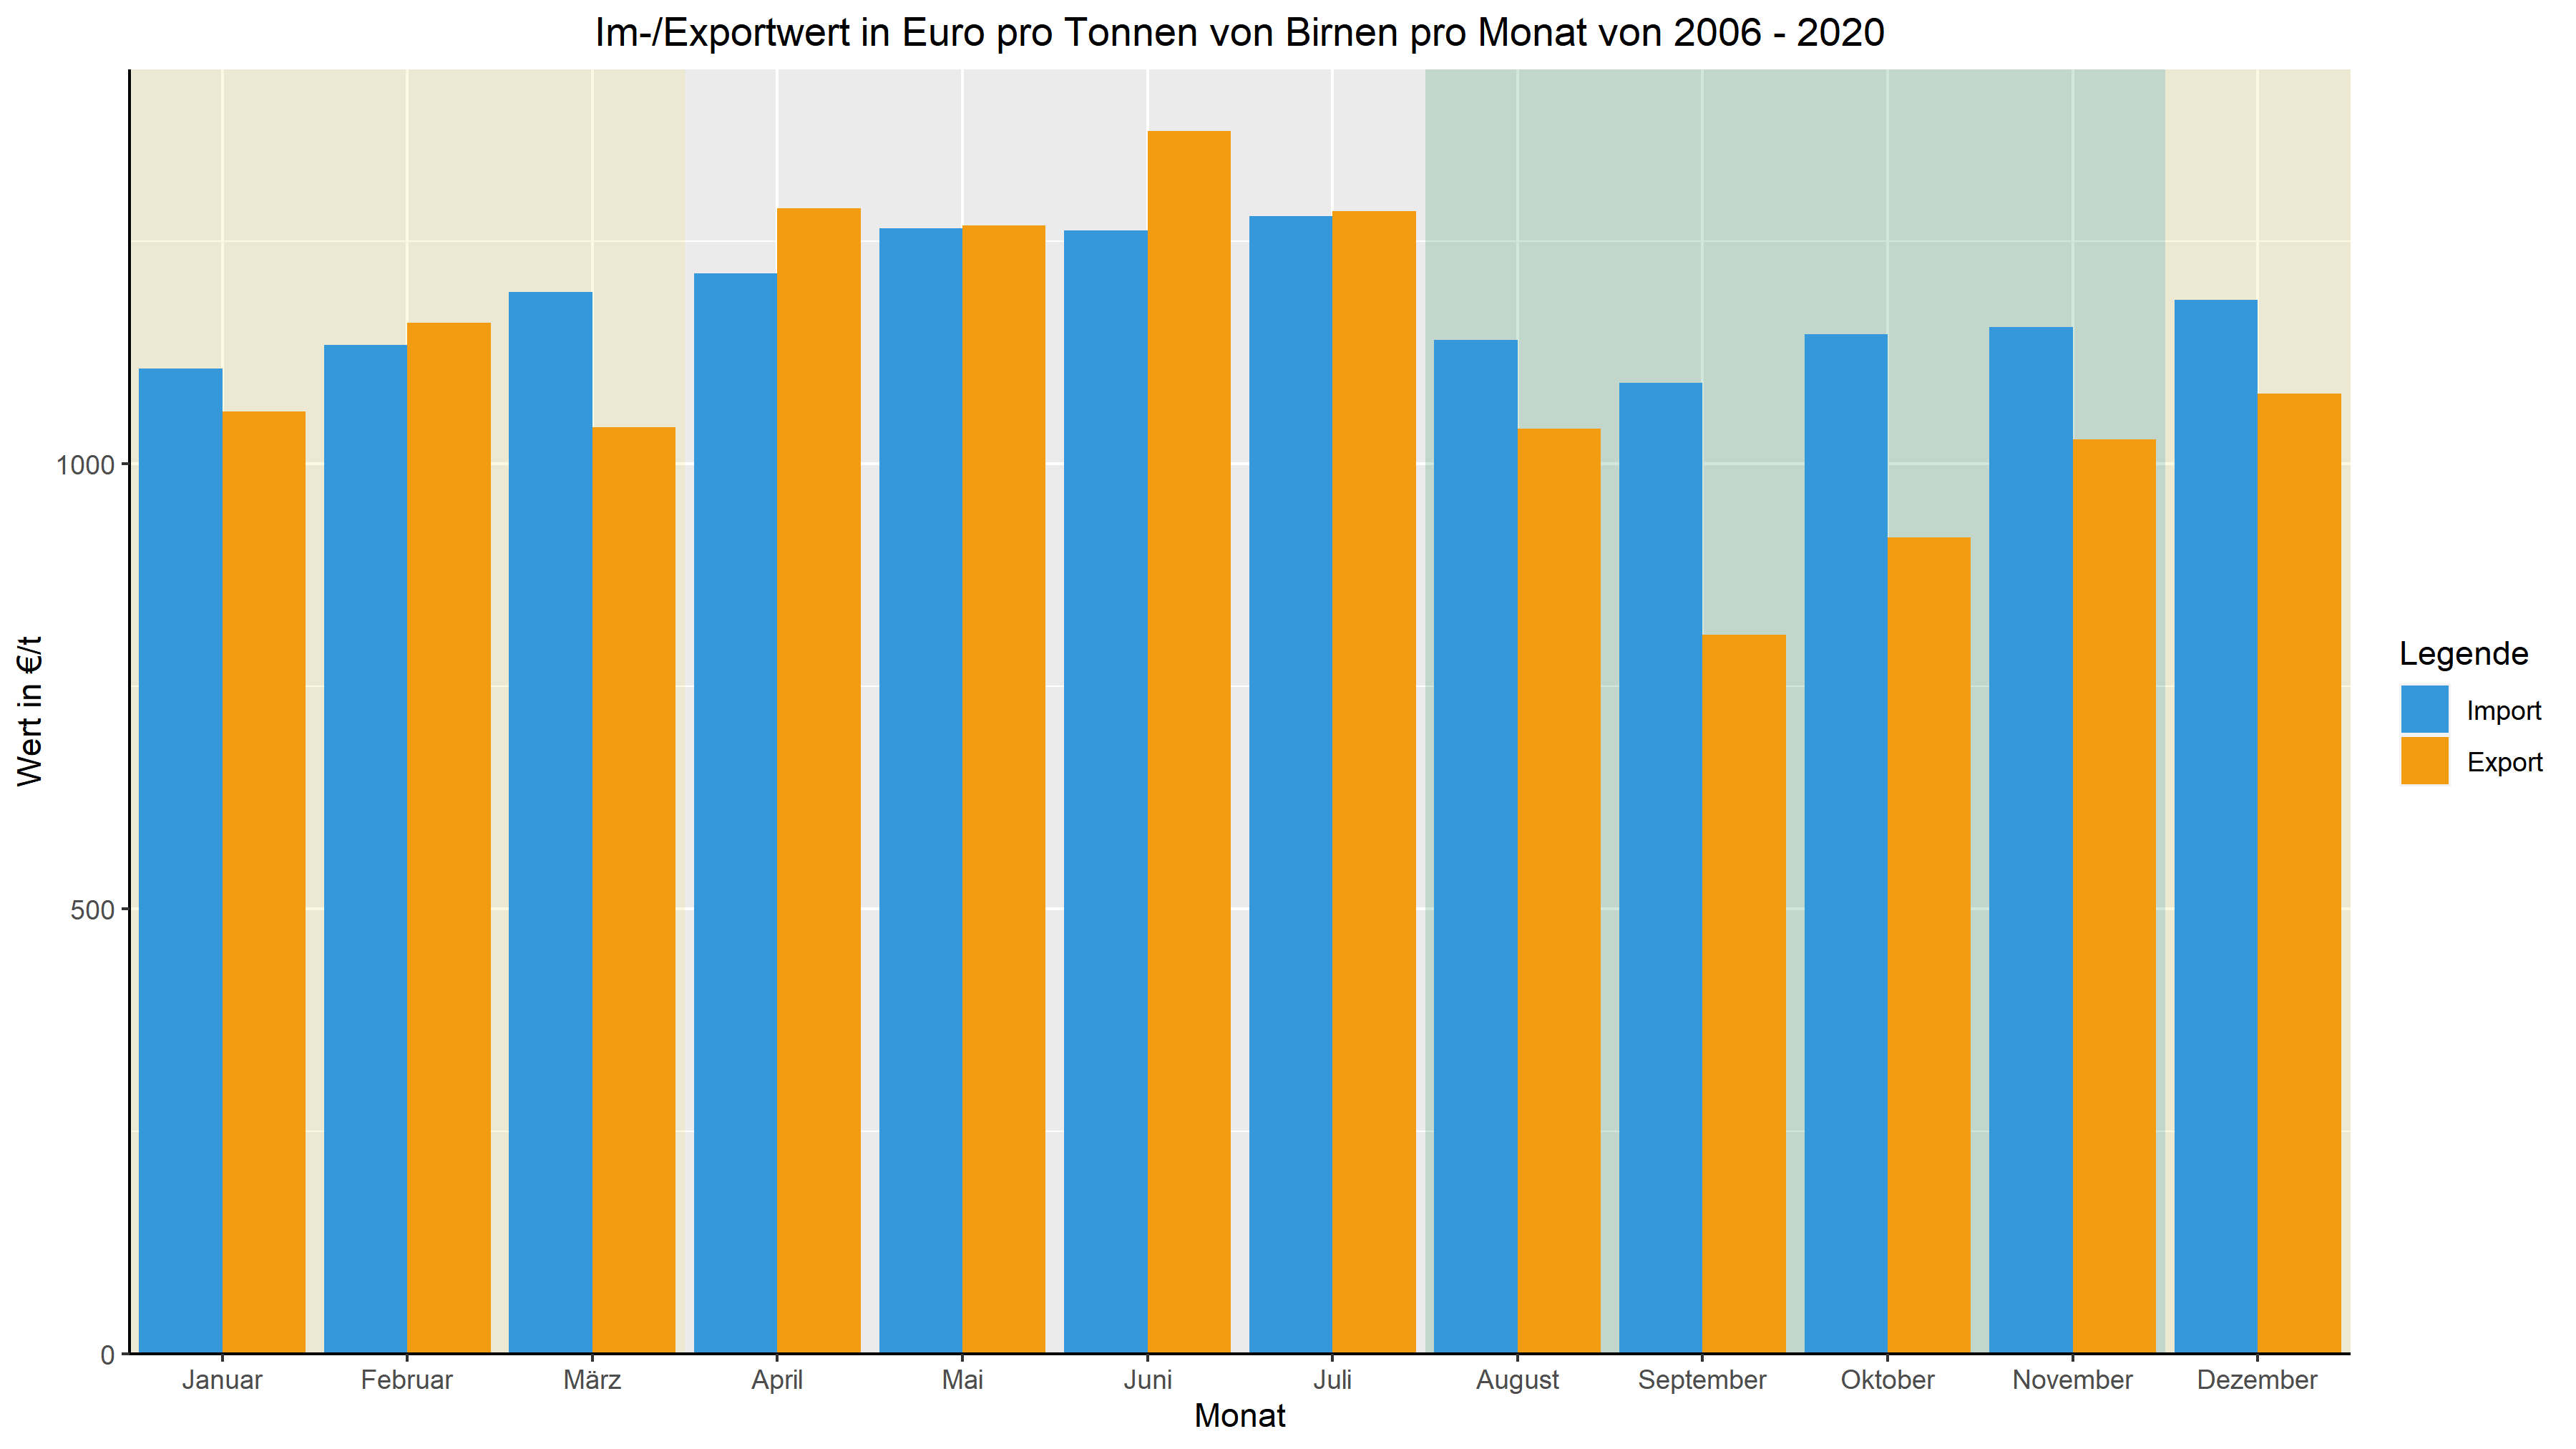 Im-/Exportwert in Euro pro Tonnen von Birnen pro Monat von 2006 - 2020
Wert in €/t
1000
500
0
Januar Februar März April Mai Juni Juli August September Oktober November Dezember
Monat
Legende
Import
Export